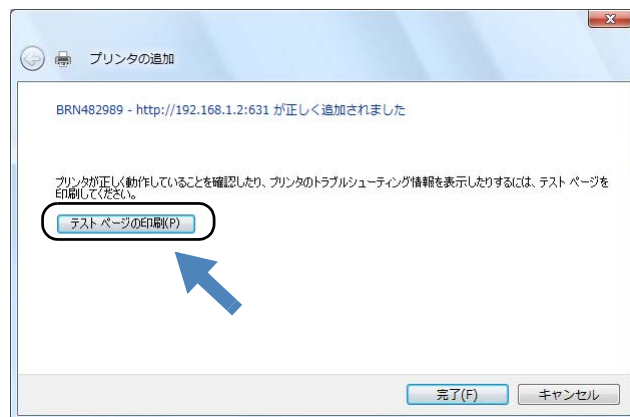 プリンタの追加
BRN482989 - http://192.168.1.2:631 が正しく追加されました
プリンタが正しく動作していることを確認したり、プリンタのトラブルシューティング情報を表示したりするには、テスト ページを
印刷してください。
テスト ページの印刷(P)
完了(F)
キャンセル